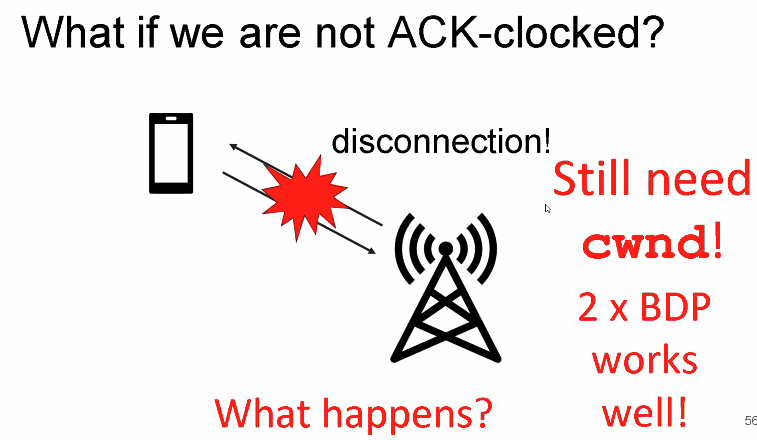 What if we are not ACK-clocked?
disconnection!
Still need
cwnd!
2 x BDP
works
well!
What happens?
56